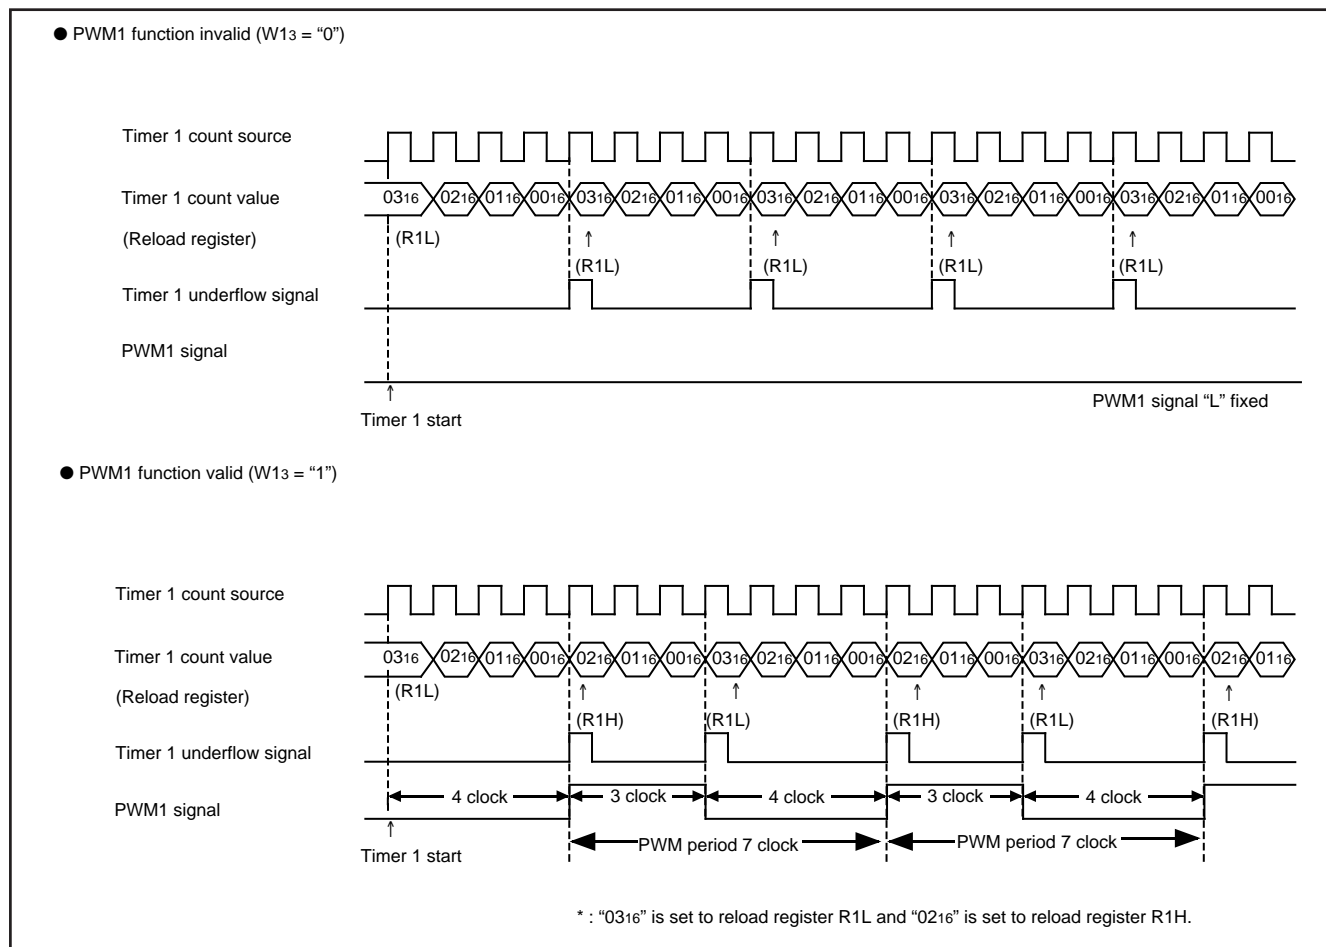 ● PWM1 function invalid (W13 = “0”)
Timer 1 count source
Timer 1 count value 0316 0216 0116 0016 0316 0216 0116 0016 0316 0216 0116 0016 0316 0216 0116 0016 0316 0216 0116 0016
(Reload register) (R1L) ↑ ↑ ↑ ↑
(R1L) (R1L) (R1L) (R1L)
Timer 1 underflow signal
PWM1 signal
↑ PWM1 signal “L” fixed
Timer 1 start
● PWM1 function valid (W13 = “1”)
Timer 1 count source
Timer 1 count value 0316 0216 0116 0016 0216 0116 0016 0316 0216 0116 0016 0216 0116 0016 0316 0216 0116 0016 0216 0116
(Reload register) (R1L) ↑ ↑ ↑ ↑ ↑
(R1H) (R1L) (R1H) (R1L) (R1H)
Timer 1 underflow signal
PWM1 signal 4 clock 3 clock 4 clock 3 clock 4 clock
↑ PWM period 7 clock PWM period 7 clock
Timer 1 start
* : “0316” is set to reload register R1L and “0216” is set to reload register R1H.